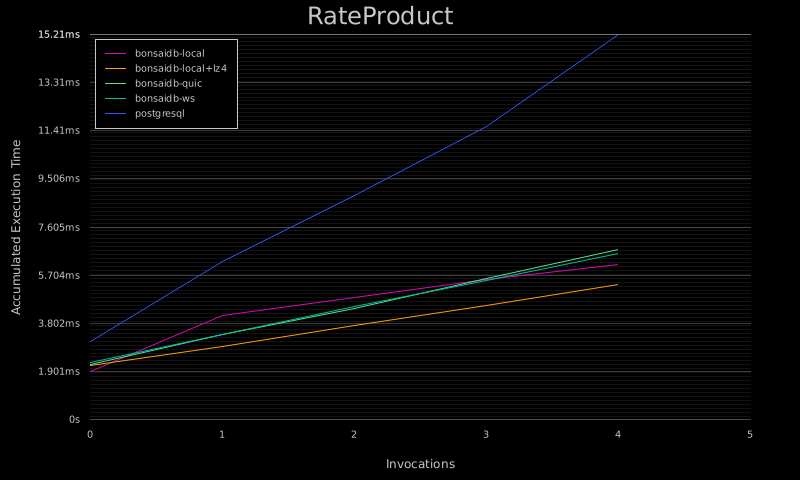 RateProduct
15.21ms
13.31ms
11.41ms
9.506ms
7.605ms
5.704ms
3.802ms
1.901ms
0s
bonsaidb-local
bonsaidb-local+lz4
bonsaidb-quic
bonsaidb-ws
postgresql
Accumulated Execution Time
0 1 2 3 4 5
Invocations